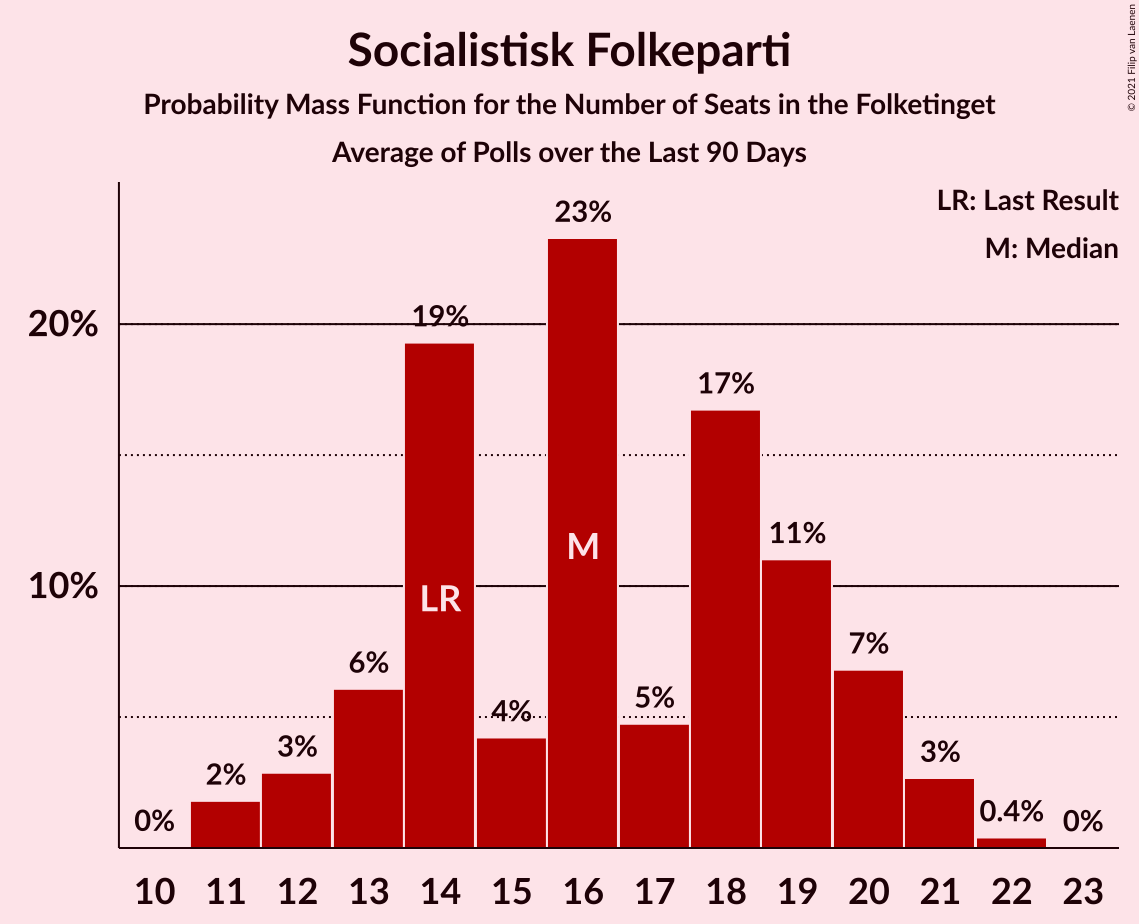 Socialistisk Folkeparti
Probability Mass Function for the Number of Seats in the Folketinget
Average of Polls over the Last 90 Days
© 2021 Filip van Laenen
LR: Last Result
M: Median
23%
20%
19%
17%
11%
M
10%
LR
7%
6%
5%
4%
3%
3%
2%
0.4%
0%
0%
10 11 12 13 14 15 16 17 18 19 20 21 22 23